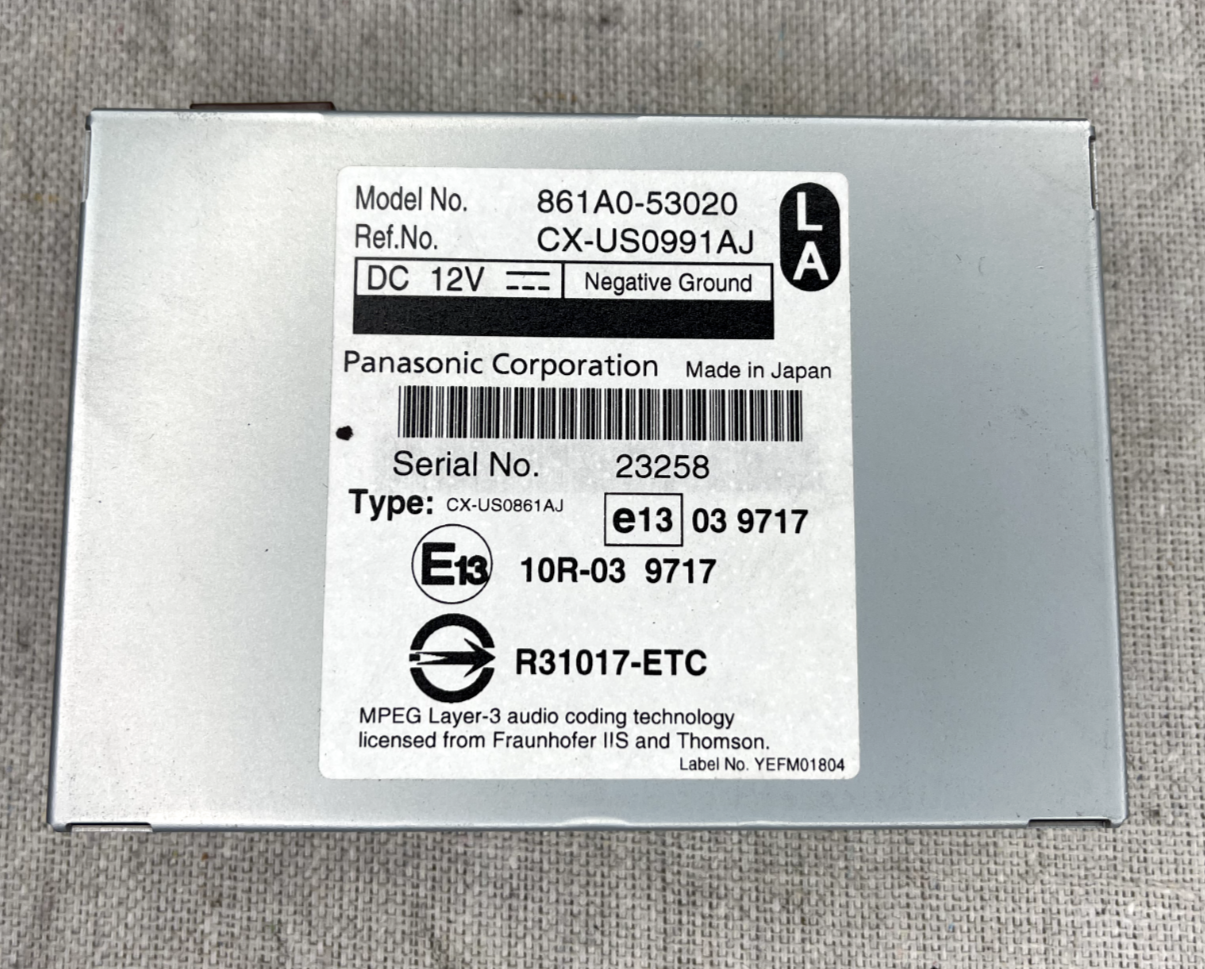 Model No. 861A0-53020
Ref.No. CX-US0991AJ
LA
DC 12V Negative Ground
Panasonic Corporation Made in Japan
Serial No. 23258
Type: CX-US0861AJ e13 03 9717
E13 10R-03 9717
R31017-ETC
MPEG Layer-3 audio coding technology
licensed from Fraunhofer IIS and Thomson.
Label No. YEFM01804